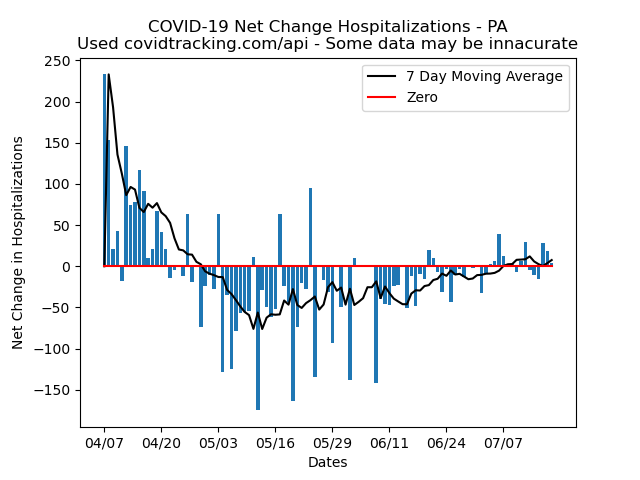 COVID-19 Net Change Hospitalizations - PA
Used covidtracking.com/api - Some data may be innacurate
7 Day Moving Average
Zero
Net Change in Hospitalizations
250
200
150
100
50
0
−50
−100
−150
04/07 04/20 05/03 05/16 05/29 06/11 06/24 07/07
Dates